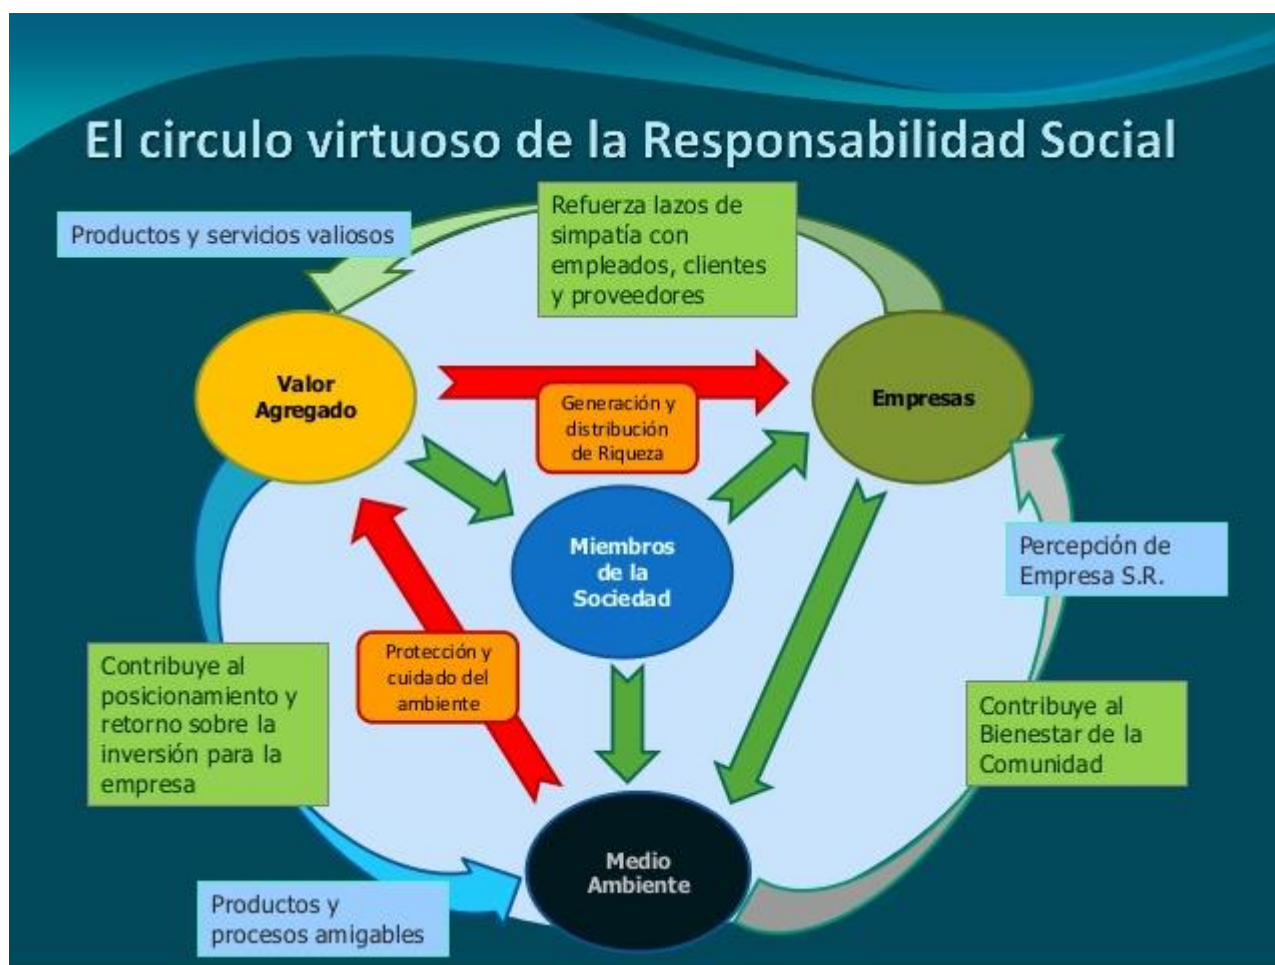 El circulo virtuoso de la Responsabilidad Social
Productos y servicios valiosos
Refuerza lazos de
simpatía con
empleados, clientes
y proveedores
Valor
Agregado
Generación y
distribución
de Riqueza
Empresas
Miembros
de la
Sociedad
Percepción de
Empresa S.R.
Protección y
cuidado del
ambiente
Contribuye al
posicionamiento y
retorno sobre la
inversión para la
empresa
Contribuye al
Bienestar de la
Comunidad
Medio
Ambiente
Productos y
procesos amigables